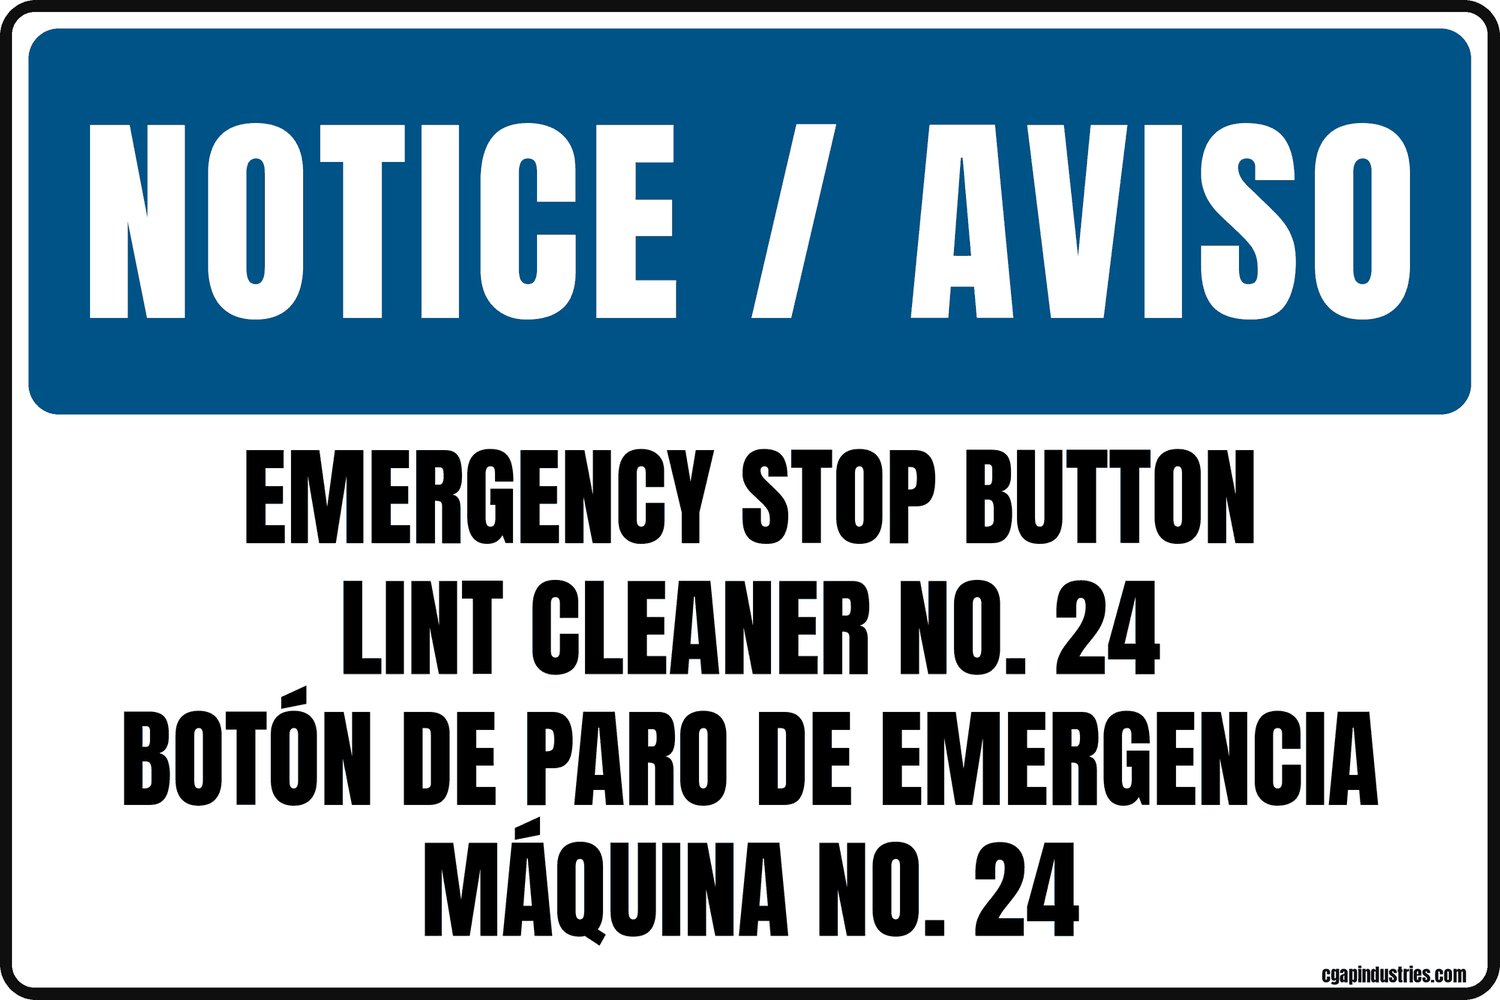 NOTICE / AVISO
EMERGENCY STOP BUTTON
LINT CLEANER NO. 24
BOTÓN DE PARO DE EMERGENCIA
MÁQUINA NO. 24
cgapindustries.com